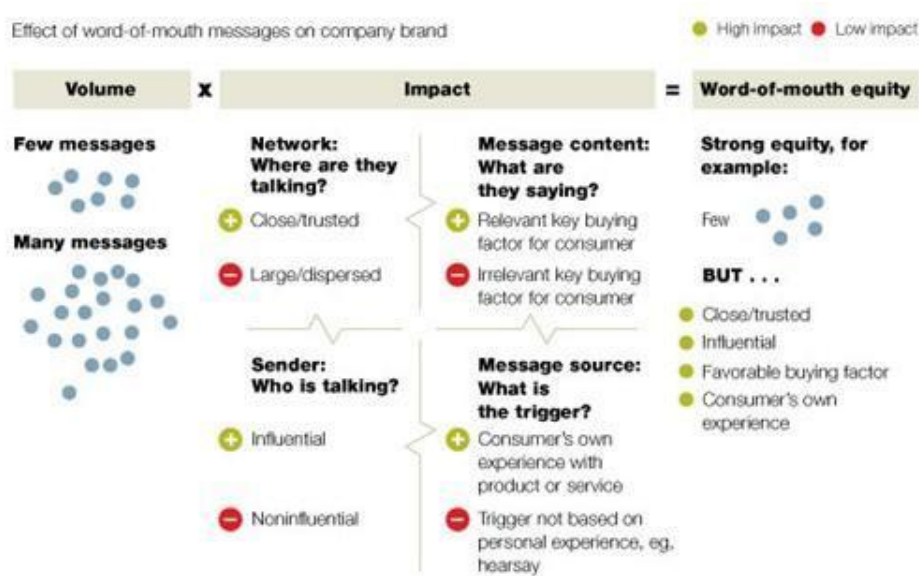 Effect of word-of-mouth messages on company brand
High impact
Low impact
Volume
x
Impact
=
Word-of-mouth equity
Few messages
Many messages
Network:
Where are they
talking?
Close/trusted
Large/dispersed
Message content:
What are
they saying?
Relevant key buying
factor for consumer
Irrelevant key buying
factor for consumer
Sender:
Who is talking?
Influential
Noninfluential
Message source:
What is
the trigger?
Consumer's own
experience with
product or service
Trigger not based on
personal experience, eg,
hearsay
Strong equity, for
example:
Few
BUT . . .
Close/trusted
Influential
Favorable buying factor
Consumer's own
experience